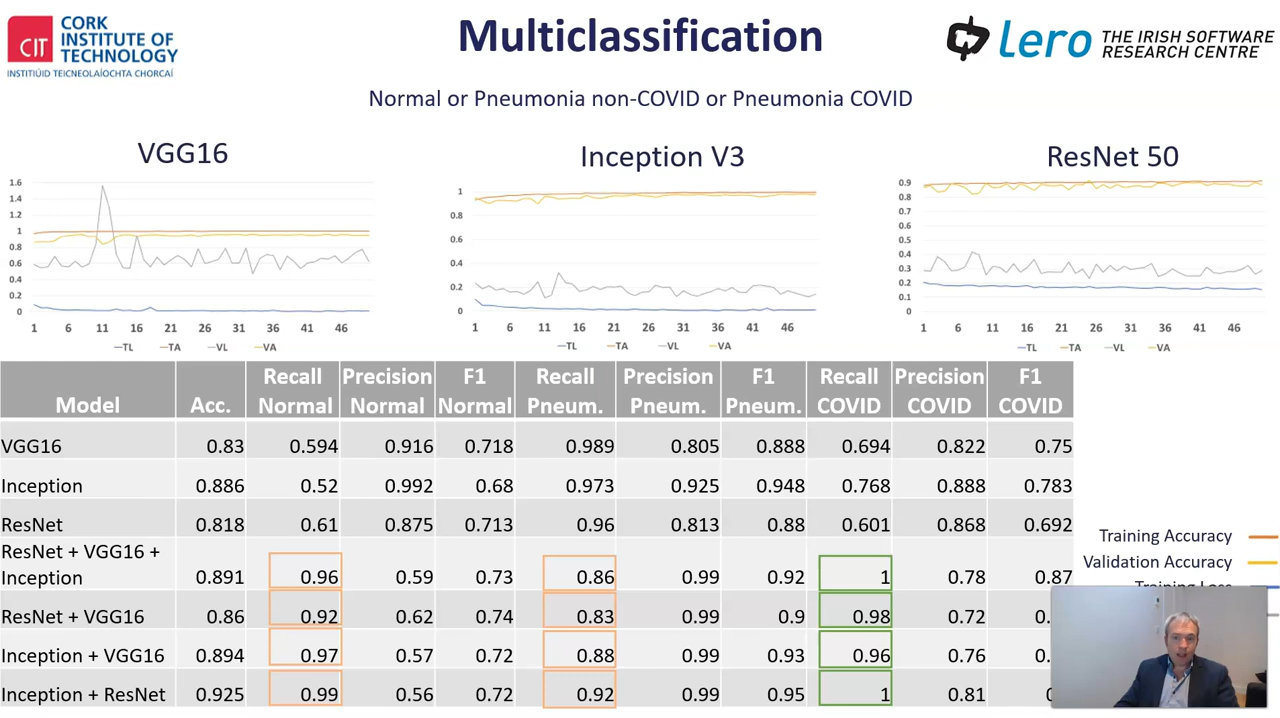 CIT
CORK
INSTITUTE OF
TECHNOLOGY
INSTITIÚID TEICNEOLAÍOCHTA CHORCAÍ
Multiclassification
Lero THE IRISH SOFTWARE
RESEARCH CENTRE
Normal or Pneumonia non-COVID or Pneumonia COVID
VGG16
1.6
1.4
1.2
1
0.8
0.6
0.4
0.2
0
1 6 11 16 21 26 31 36 41 46
TL TA VL VA
Inception V3
1
0.8
0.6
0.4
0.2
0
1 6 11 16 21 26 31 36 41 46
TL TA VL VA
ResNet 50
0.9
0.8
0.7
0.6
0.5
0.4
0.3
0.2
0.1
0
1 6 11 16 21 26 31 36 41 46
TL TA VL VA
Model Acc. Recall Normal Precision Normal F1 Normal Recall Pneum. Precision Pneum. F1 Pneum. Recall COVID Precision COVID F1 COVID
VGG16 0.83 0.594 0.916 0.718 0.989 0.805 0.888 0.694 0.822 0.75
Inception 0.886 0.52 0.992 0.68 0.973 0.925 0.948 0.768 0.888 0.783
ResNet 0.818 0.61 0.875 0.713 0.96 0.813 0.88 0.601 0.868 0.692
ResNet + VGG16 +
Inception 0.891 0.96 0.59 0.73 0.86 0.99 0.92 1 0.78 0.87
ResNet + VGG16 0.86 0.92 0.62 0.74 0.83 0.99 0.9 0.98 0.72 0.
Inception + VGG16 0.894 0.97 0.57 0.72 0.88 0.99 0.93 0.96 0.76 0.
Inception + ResNet 0.925 0.99 0.56 0.72 0.92 0.99 0.95 1 0.81
Training Accuracy
Validation Accuracy
Training Loss